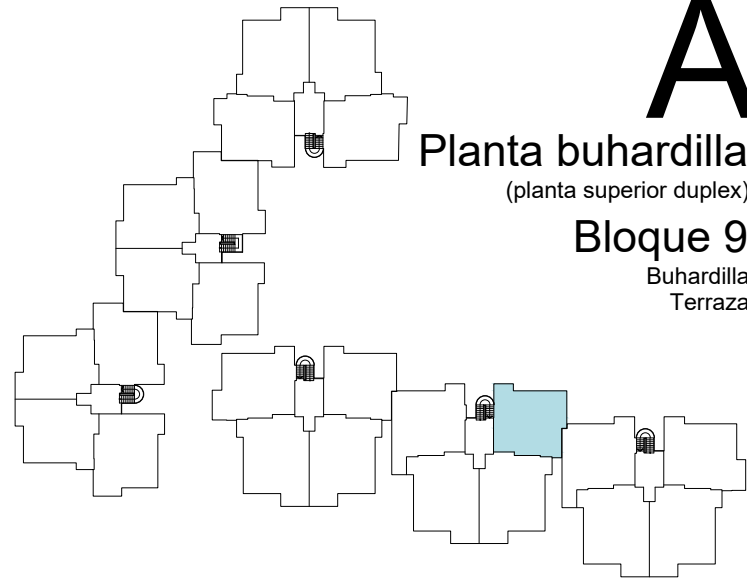 A
Planta buhardilla
(planta superior duplex)
Bloque 9
Buhardilla
Terraza